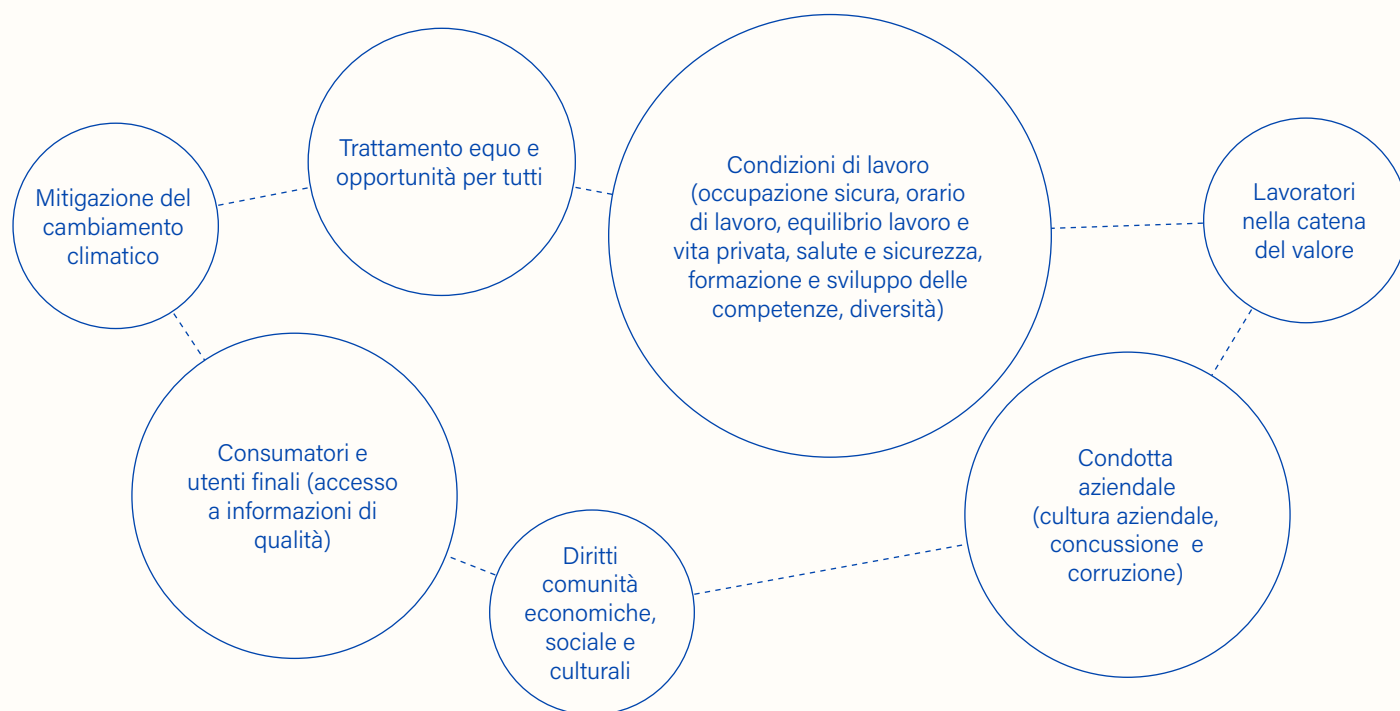 Mitigazione del
cambiamento
climatico
Trattamento equo e
opportunità per tutti
Condizioni di lavoro
(occupazione sicura, orario
di lavoro, equilibrio lavoro e
vita privata, salute e sicurezza,
formazione e sviluppo delle
competenze, diversità)
Lavoratori
nella catena
del valore
Consumatori e
utenti finali (accesso
a informazioni di
qualità)
Diritti
comunità
economiche,
sociale e
culturali
Condotta
aziendale
(cultura aziendale,
concussione e
corruzione)